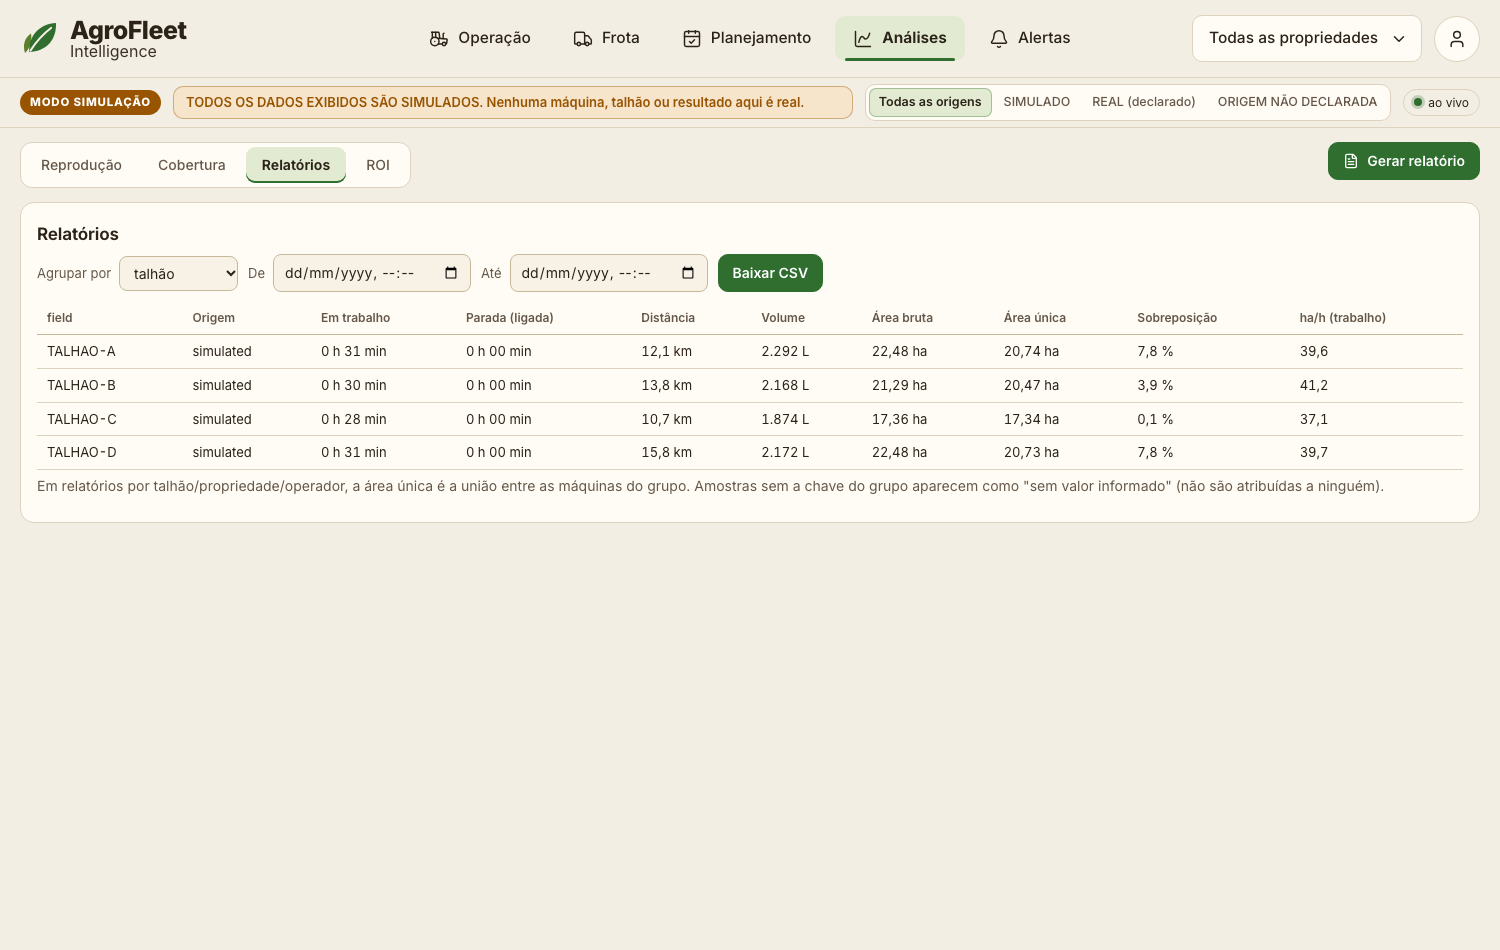 AgroFleet
Intelligence
Operação
Frota
Planejamento
Análises
Alertas
Todas as propriedades
MODO SIMULAÇÃO
TODOS OS DADOS EXIBIDOS SÃO SIMULADOS. Nenhuma máquina, talhão ou resultado aqui é real.
Todas as origens
SIMULADO
REAL (declarado)
ORIGEM NÃO DECLARADA
ao vivo
Reprodução
Cobertura
Relatórios
ROI
Gerar relatório
Relatórios
Agrupar por talhão De dd/mm/yyyy, --:-- Até dd/mm/yyyy, --:-- Baixar CSV
field Origem Em trabalho Parada (ligada) Distância Volume Área bruta Área única Sobreposição ha/h (trabalho)
TALHAO-A simulated 0 h 31 min 0 h 00 min 12,1 km 2.292 L 22,48 ha 20,74 ha 7,8 % 39,6
TALHAO-B simulated 0 h 30 min 0 h 00 min 13,8 km 2.168 L 21,29 ha 20,47 ha 3,9 % 41,2
TALHAO-C simulated 0 h 28 min 0 h 00 min 10,7 km 1.874 L 17,36 ha 17,34 ha 0,1 % 37,1
TALHAO-D simulated 0 h 31 min 0 h 00 min 15,8 km 2.172 L 22,48 ha 20,73 ha 7,8 % 39,7
Em relatórios por talhão/propriedade/operador, a área única é a união entre as máquinas do grupo. Amostras sem a chave do grupo aparecem como "sem valor informado" (não são atribuídas a ninguém).